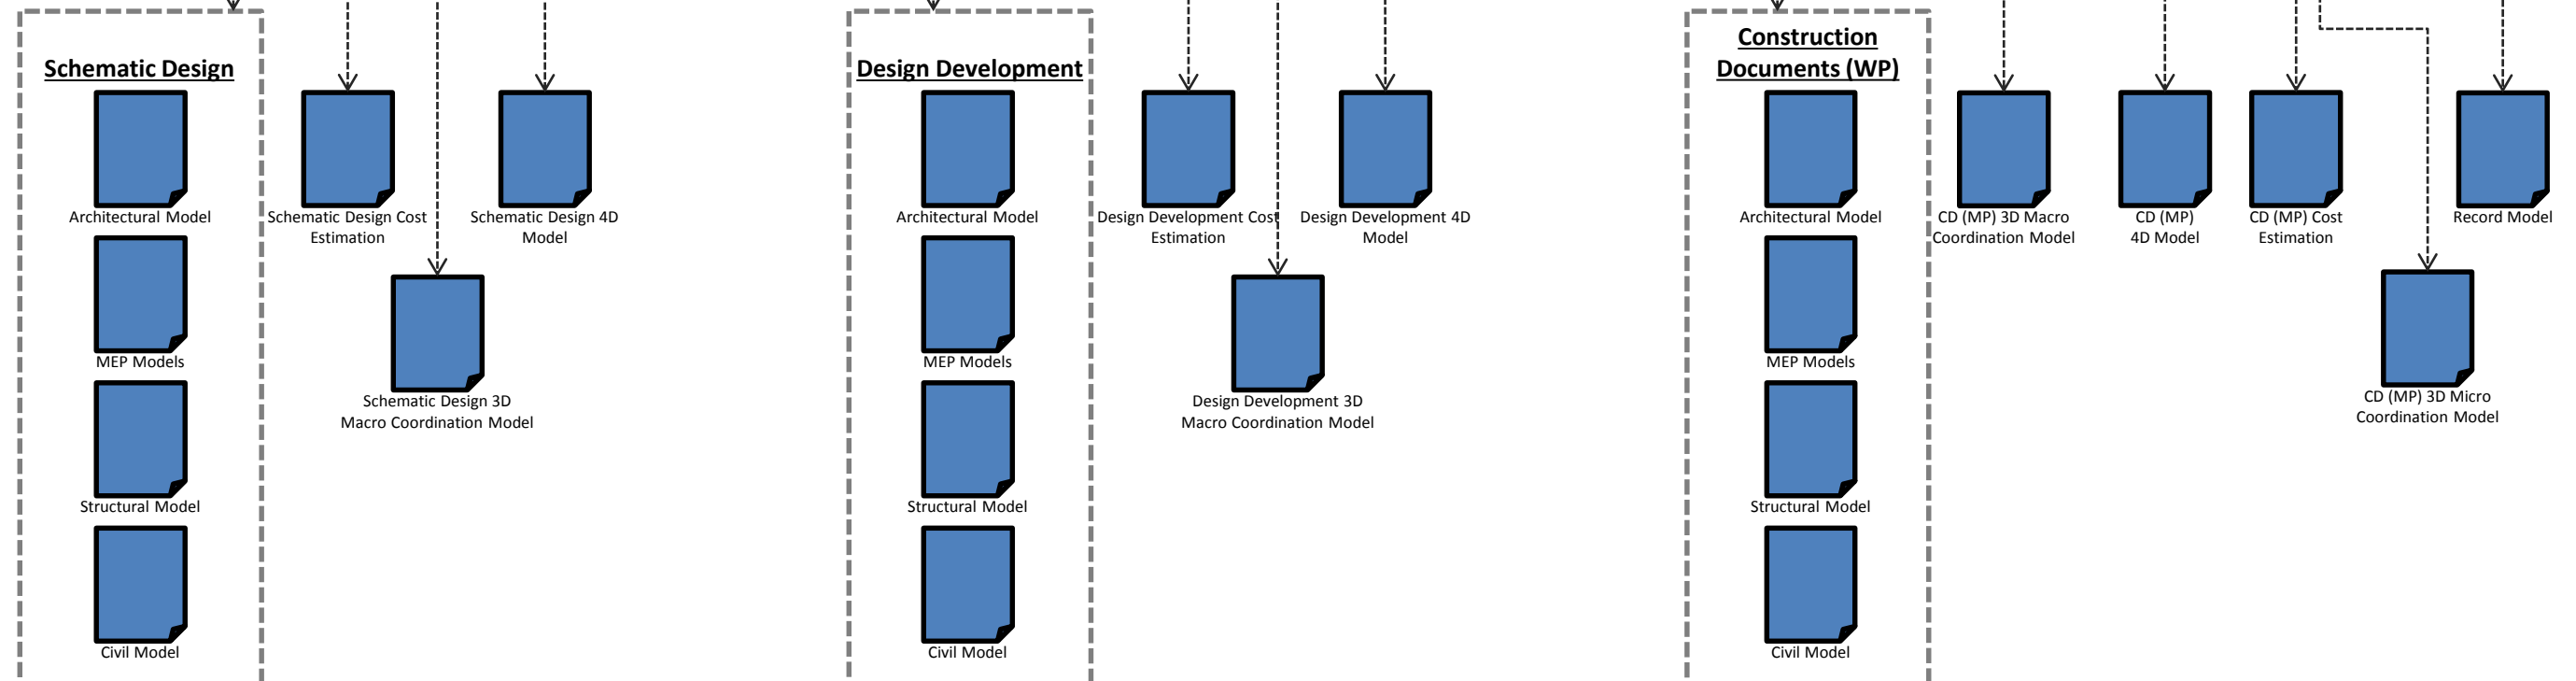 Schematic Design
Architectural Model
MEP Models
Structural Model
Civil Model
Schematic Design Cost
Estimation
Schematic Design 4D
Model
Schematic Design 3D
Macro Coordination Model
Design Development
Architectural Model
MEP Models
Structural Model
Civil Model
Design Development Cost
Estimation
Design Development 4D
Model
Design Development 3D
Macro Coordination Model
Construction
Documents (WP)
Architectural Model
MEP Models
Structural Model
Civil Model
CD (MP) 3D Macro
Coordination Model
CD (MP)
4D Model
CD (MP) Cost
Estimation
Record Model
CD (MP) 3D Micro
Coordination Model